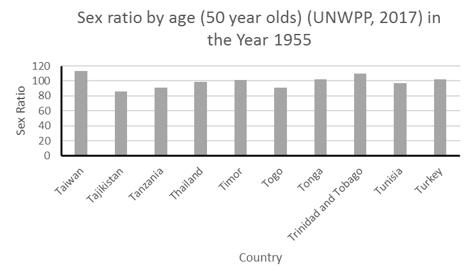 Sex ratio by age (50 year olds) (UNWPP, 2017) in
the Year 1955
120
100
80
60
40
20
0
Sex Ratio
Taiwan
Tajikistan
Tanzania
Thailand
Timor
Togo
Tonga
Trinidad and Tobago
Tunisia
Turkey
Country